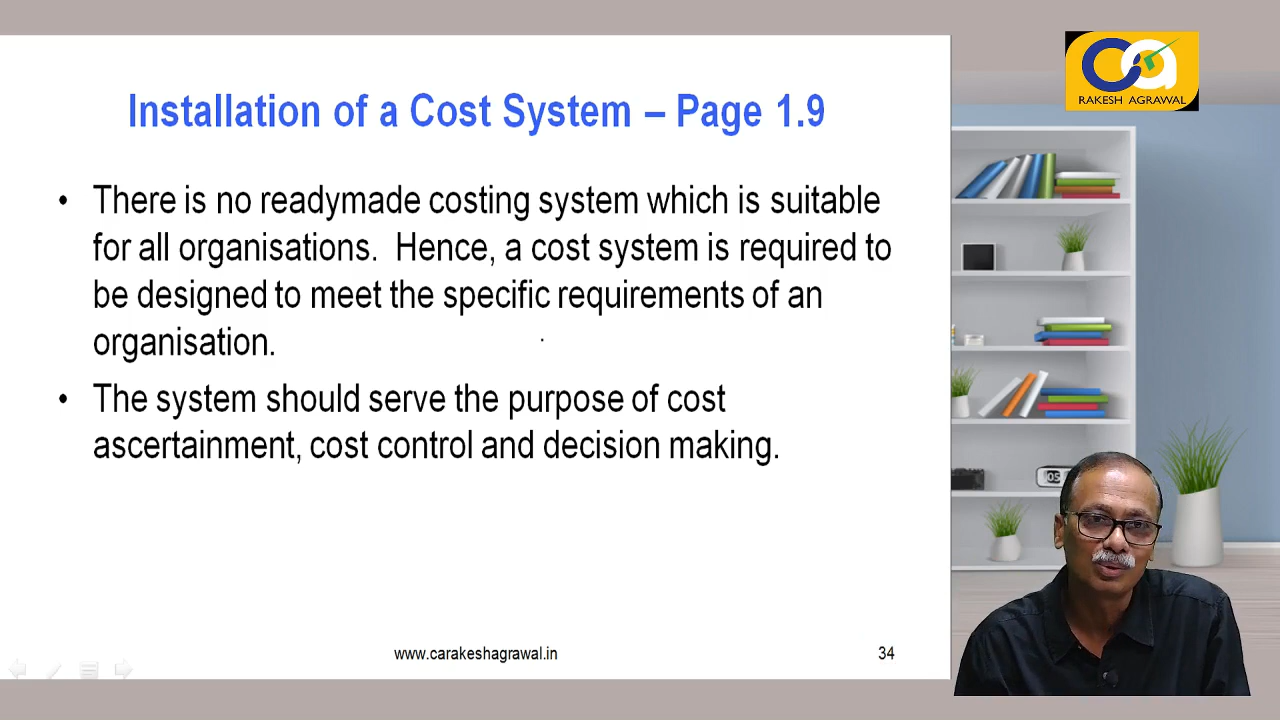 Installation of a Cost System – Page 1.9
• There is no readymade costing system which is suitable
for all organisations. Hence, a cost system is required to
be designed to meet the specific requirements of an
organisation.
• The system should serve the purpose of cost
ascertainment, cost control and decision making.
www.carakeshagrawal.in
34
ca
RAKESH AGRAWAL
05